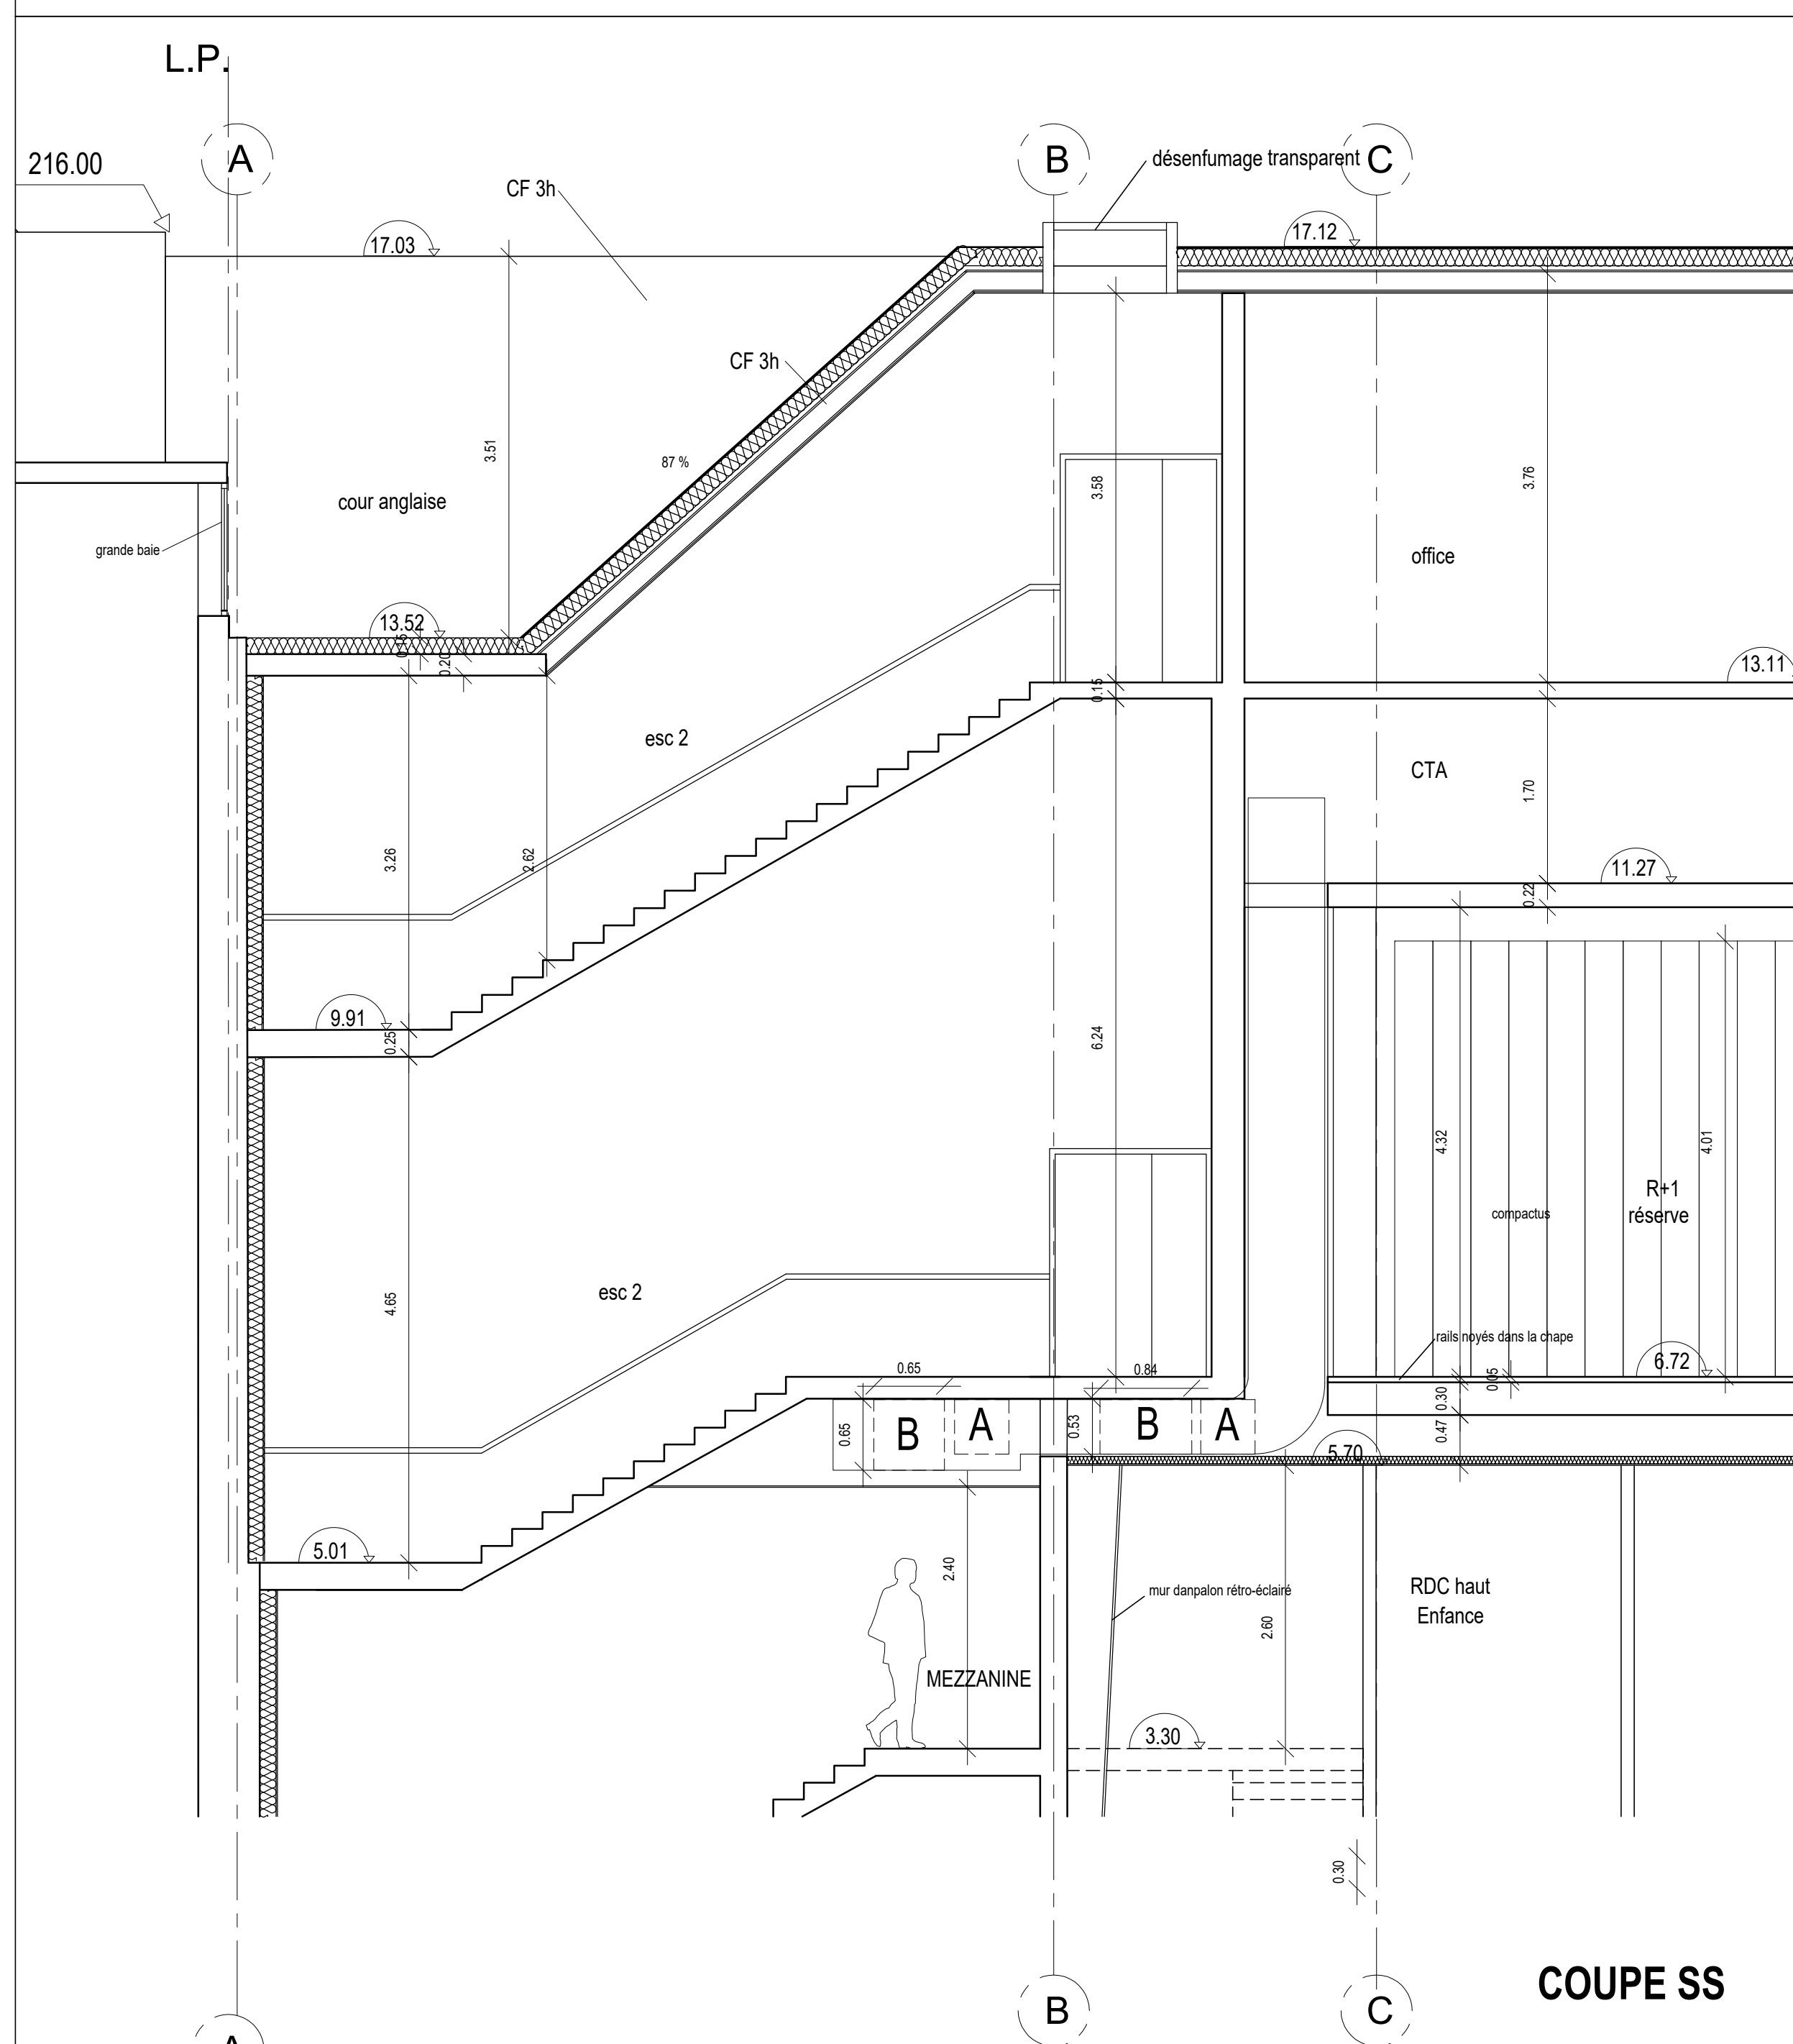 L.P.
216.00
A
B
désenfumage transparent
C
CF 3h
17.03
17.12
CF 3h
3.51
87 %
3.58
3.76
cour anglaise
office
grande baie
13.52
0.15
0.20
13.11
0.15
esc 2
CTA
1.70
3.26
2.62
11.27
0.22
9.91
0.25
6.24
4.32
4.01
R+1
réserve
compactus
4.65
esc 2
rails noyés dans la chape
0.65
0.84
6.72
0.05
0.30
0.65
B
A
0.53
B
A
0.47
5.70
5.01
2.40
mur danpalon rétro-éclairé
RDC haut
Enfance
2.60
MEZZANINE
3.30
0.30
COUPE SS
A
B
C